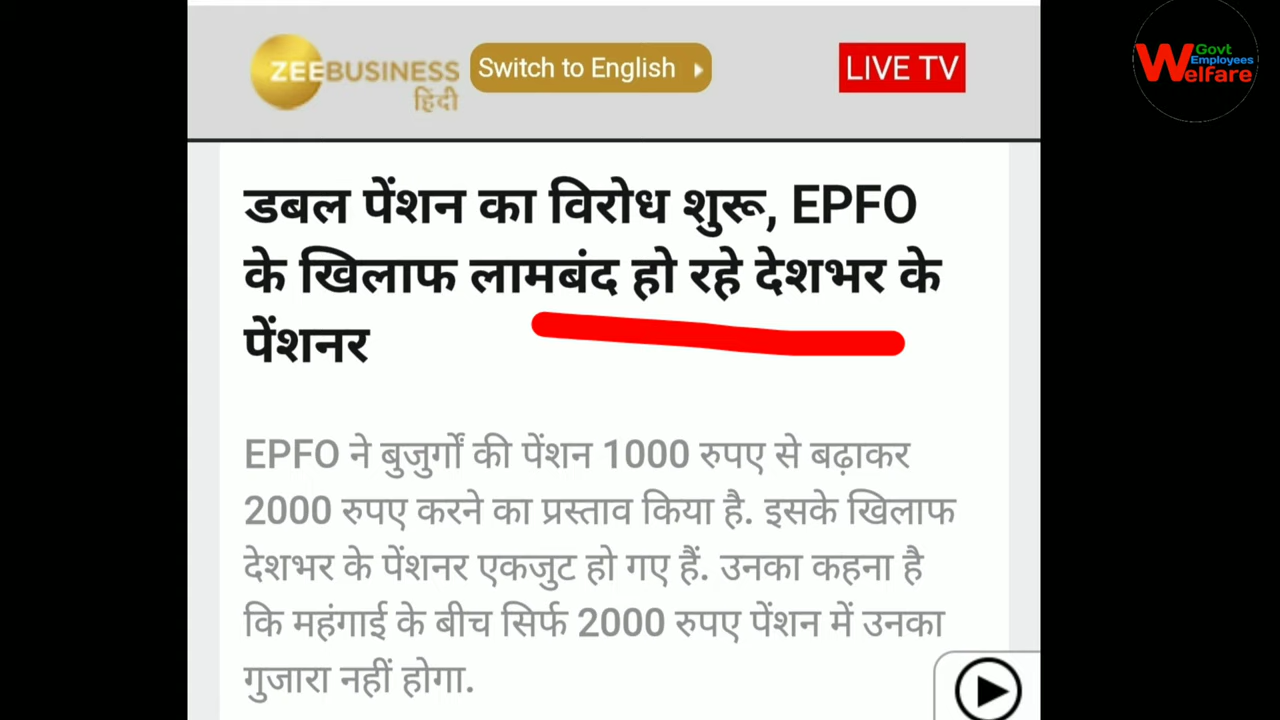 ZEEBUSINESS
हिंदी
Switch to English
LIVE TV
Govt
Employees
Welfare
डबल पेंशन का विरोध शुरू, EPFO
के खिलाफ लामबंद हो रहे देशभर के
पेंशनर
EPFO ने बुजुर्गों की पेंशन 1000 रुपए से बढ़ाकर
2000 रुपए करने का प्रस्ताव किया है. इसके खिलाफ
देशभर के पेंशनर एकजुट हो गए हैं. उनका कहना है
कि महंगाई के बीच सिर्फ 2000 रुपए पेंशन में उनका
गुजारा नहीं होगा.